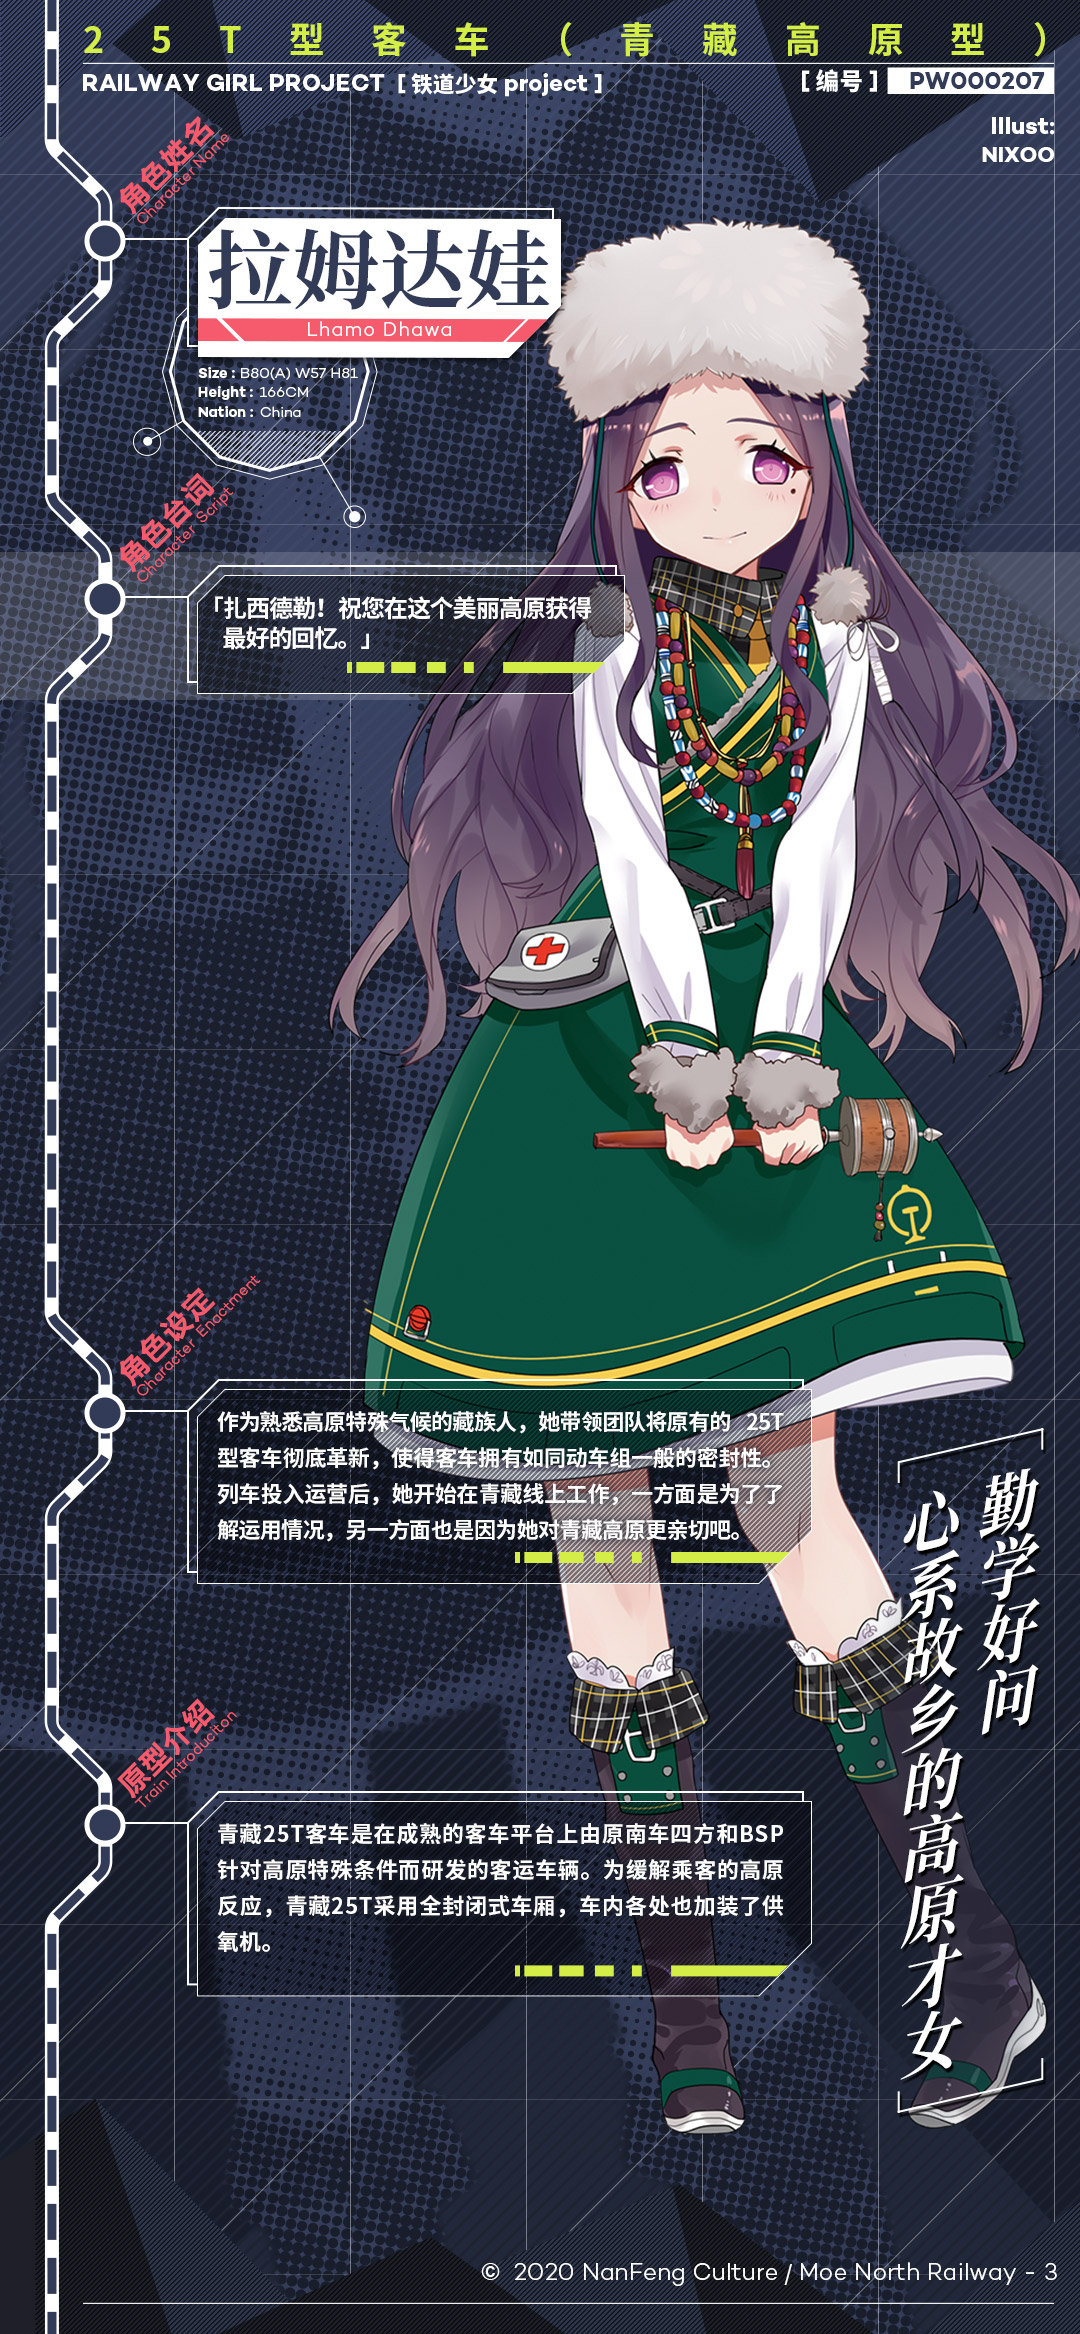 25T型客车（青藏高原型）
RAILWAY GIRL PROJECT [ 铁道少女 project ]
[ 编号 ] PW000207
Illust:
NIXOO
角色姓名
Character Name
拉姆达娃
Lhamo Dhawa
Size : B80(A) W57 H81
Height : 166CM
Nation : China
角色台词
Character Script
「扎西德勒！祝您在这个美丽高原获得
最好的回忆。」
角色设定
Character Enactment
作为熟悉高原特殊气候的藏族人，她带领团队将原有的 25T
型客车彻底革新，使得客车拥有如同动车组一般的密封性。
列车投入运营后，她开始在青藏线上工作，一方面是为了了
解运用情况，另一方面也是因为她对青藏高原更亲切吧。
勤学好问
心系故乡的高原才女
原型介绍
Train Introduciton
青藏25T客车是在成熟的客车平台上由原南车四方和BSP
针对高原特殊条件而研发的客运车辆。为缓解乘客的高原
反应，青藏25T采用全封闭式车厢，车内各处也加装了供
氧机。
© 2020 NanFeng Culture / Moe North Railway - 3